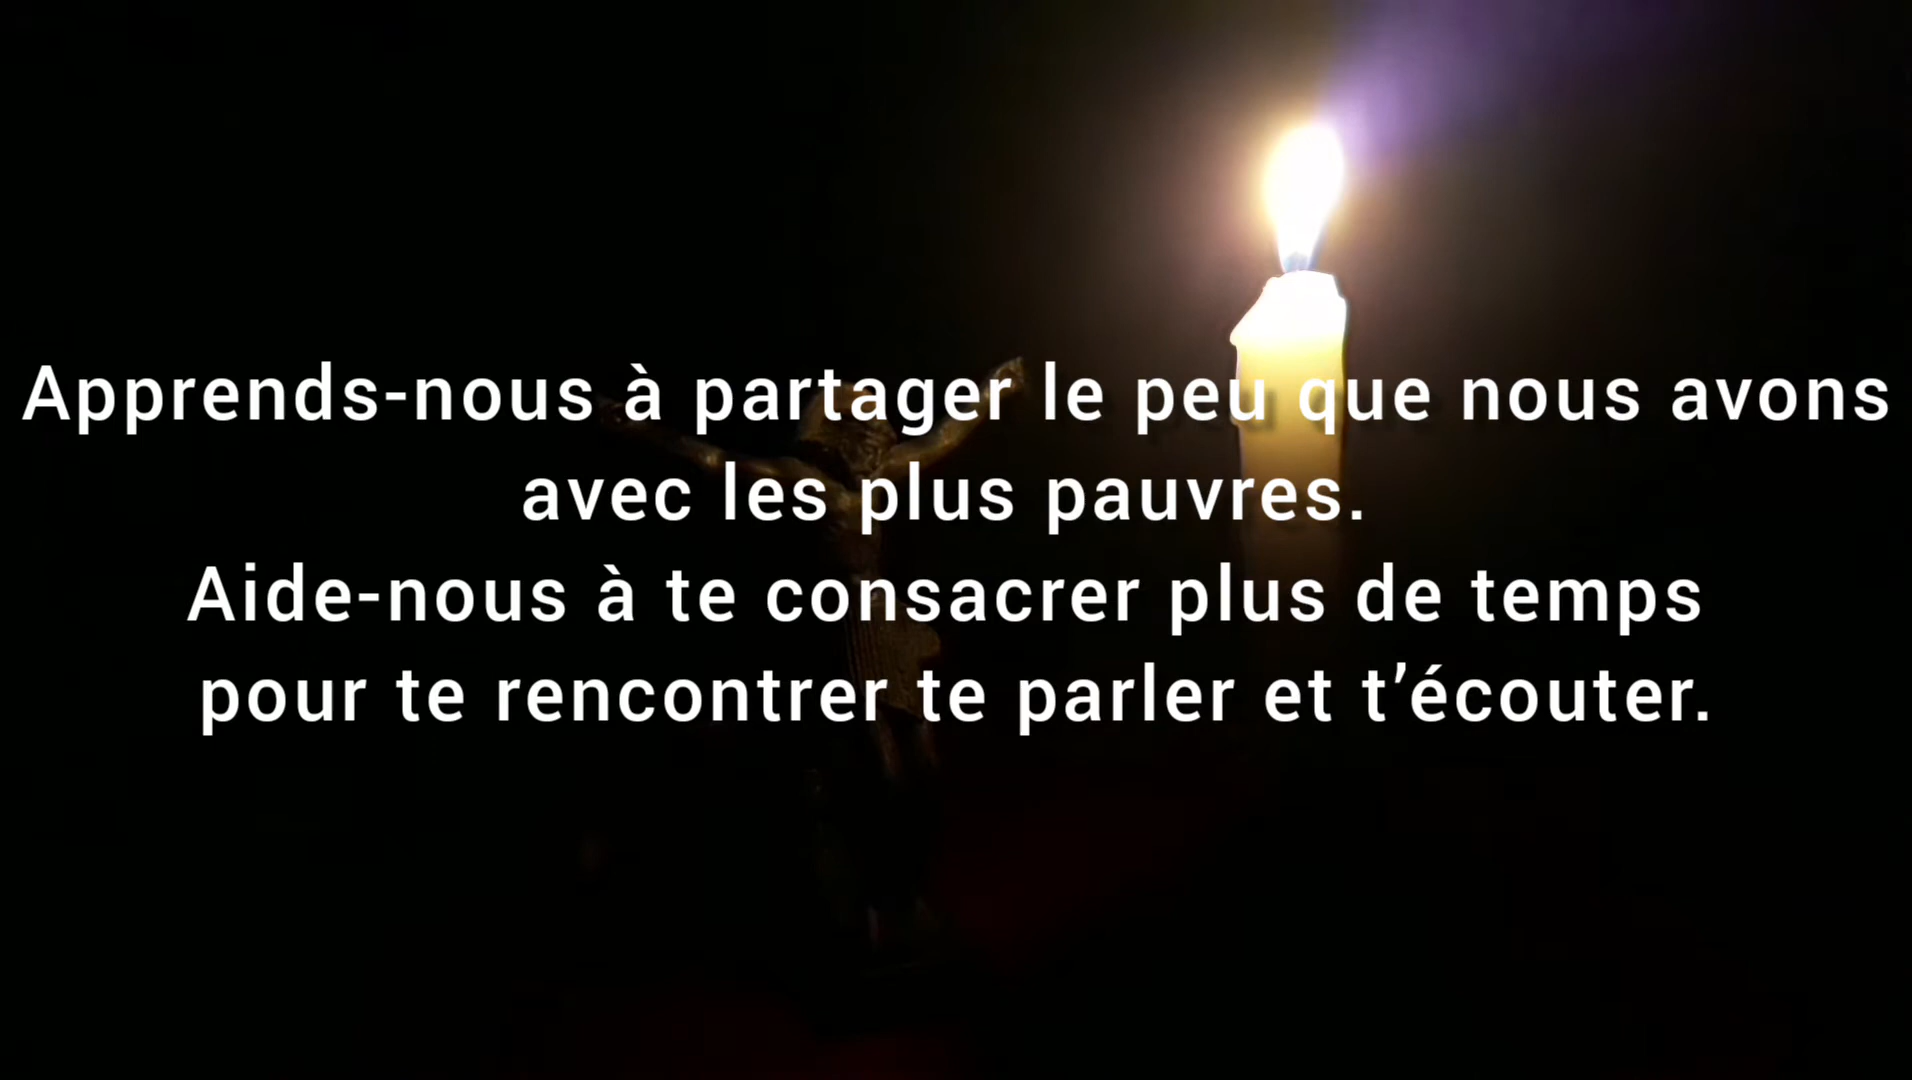 Apprends-nous à partager le peu que nous avons
avec les plus pauvres.
Aide-nous à te consacrer plus de temps
pour te rencontrer te parler et t’écouter.